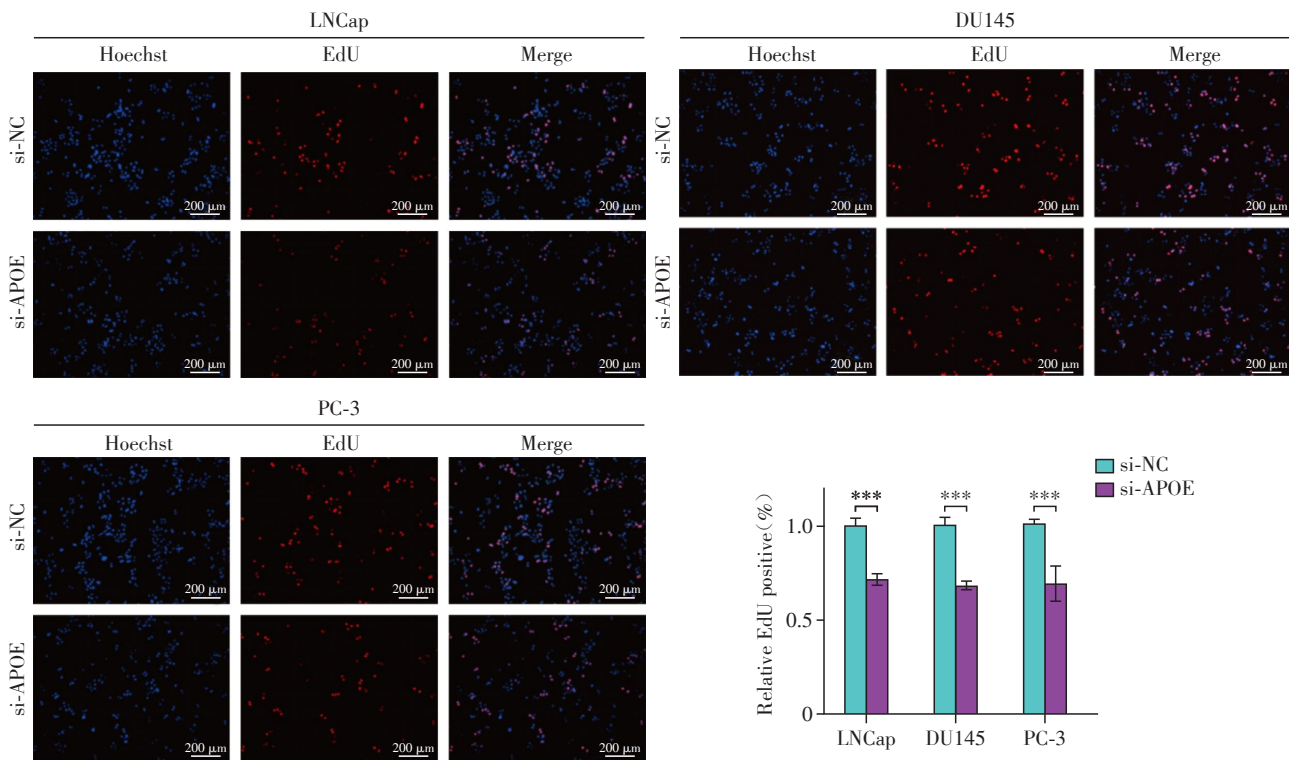 LNCap
Hoechst EdU Merge
si-NC
200 μm 200 μm 200 μm
si-APOE
200 μm 200 μm 200 μm
DU145
Hoechst EdU Merge
si-NC
200 μm 200 μm 200 μm
si-APOE
200 μm 200 μm 200 μm
PC-3
Hoechst EdU Merge
si-NC
200 μm 200 μm 200 μm
si-APOE
200 μm 200 μm 200 μm
si-NC
si-APOE
Relative EdU positive(%)
*** *** ***
1.0
0.5
0
LNCap DU145 PC-3